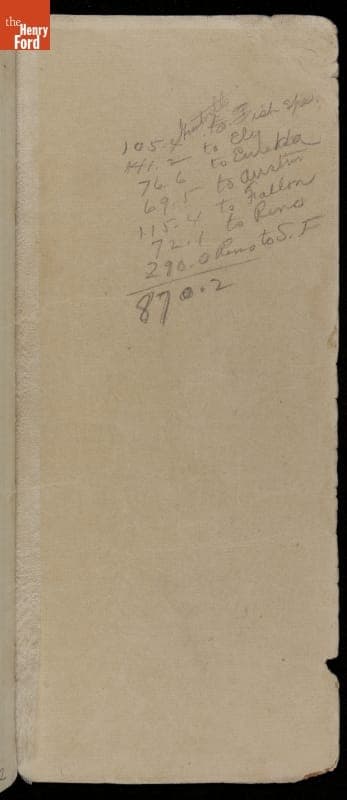 the
Henry
Ford
105.4 to Fish Spr.
141.2 to Ely
76.6 to Eureka
69.5 to Austin
115.4 to Fallon
72.1 to Reno
290.0 Reno to S. F
870.2
2